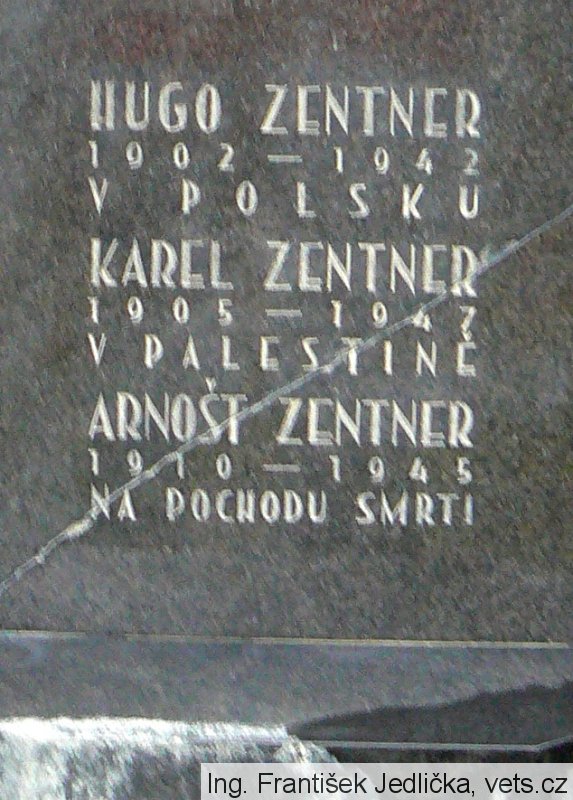 HUGO ZENTNER
1902 — 1942
V POLSKU
KAREL ZENTNER
1905 — 1947
V PALESTINĚ
ARNOŠT ZENTNER
1910 — 1945
NA POCHODU SMRTI
Ing. František Jedlička, vets.cz